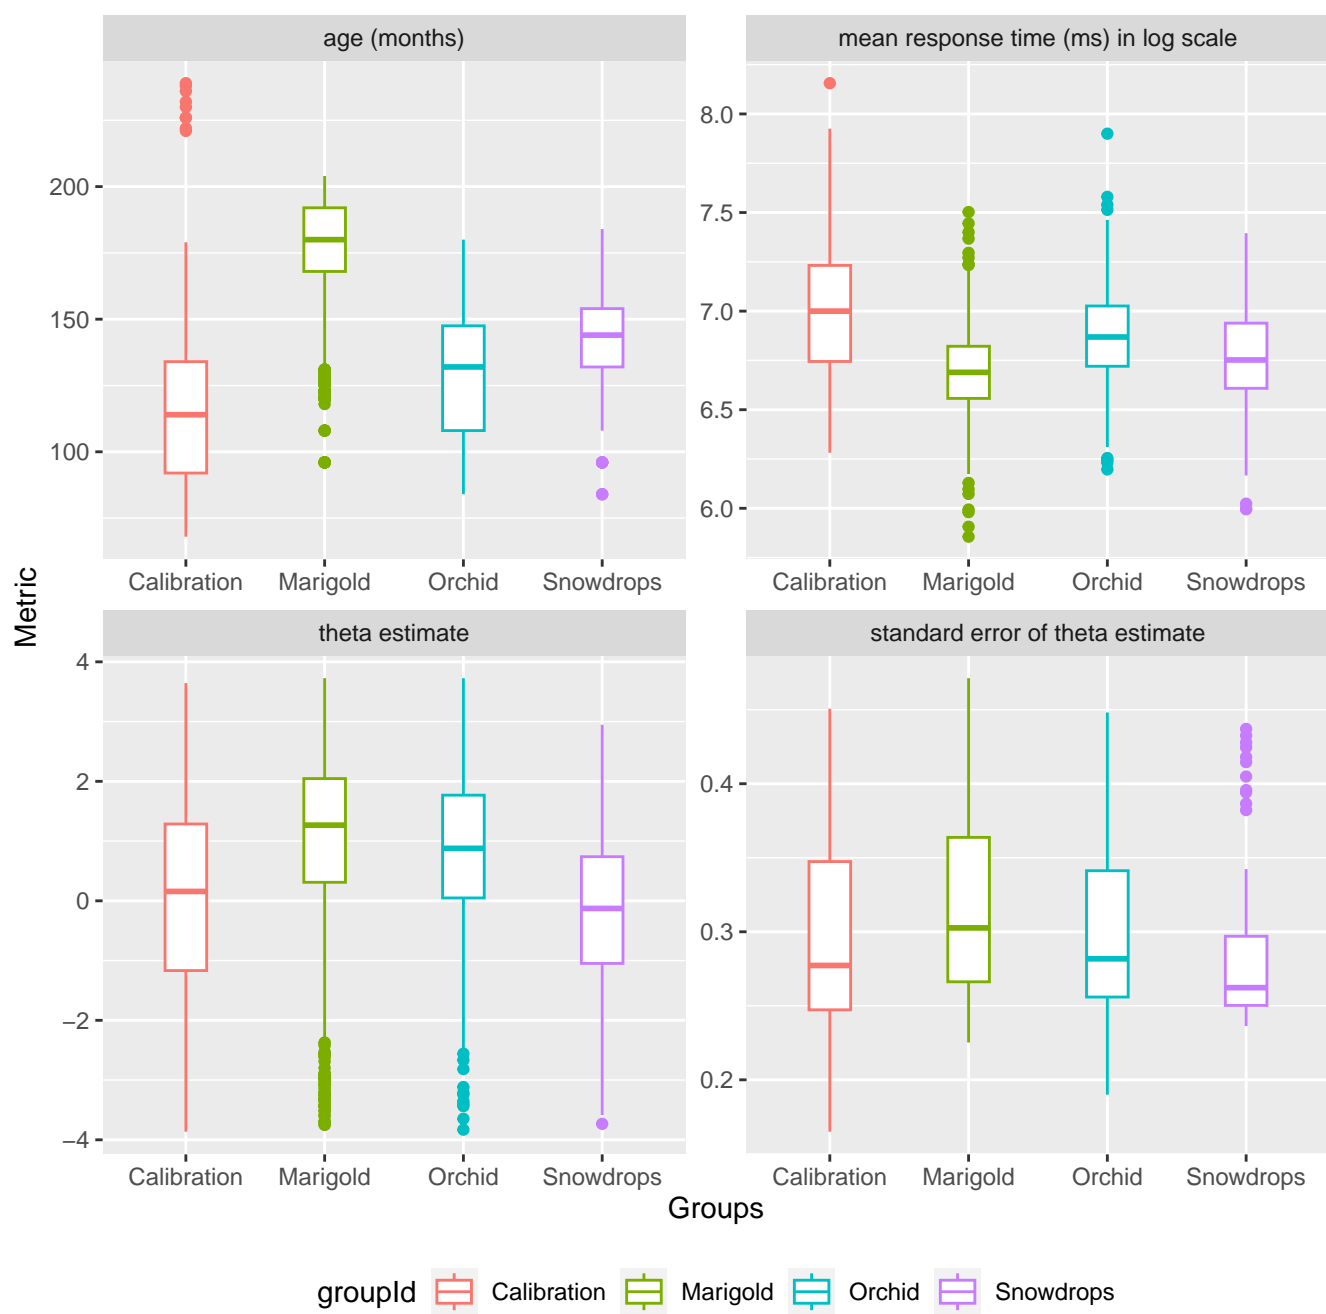 age (months)
mean response time (ms) in log scale
200
150
100
8.0
7.5
7.0
6.5
6.0
Calibration Marigold Orchid Snowdrops
Calibration Marigold Orchid Snowdrops
Metric
theta estimate
standard error of theta estimate
4
2
0
−2
−4
0.4
0.3
0.2
Calibration Marigold Orchid Snowdrops
Calibration Marigold Orchid Snowdrops
Groups
groupId Calibration Marigold Orchid Snowdrops